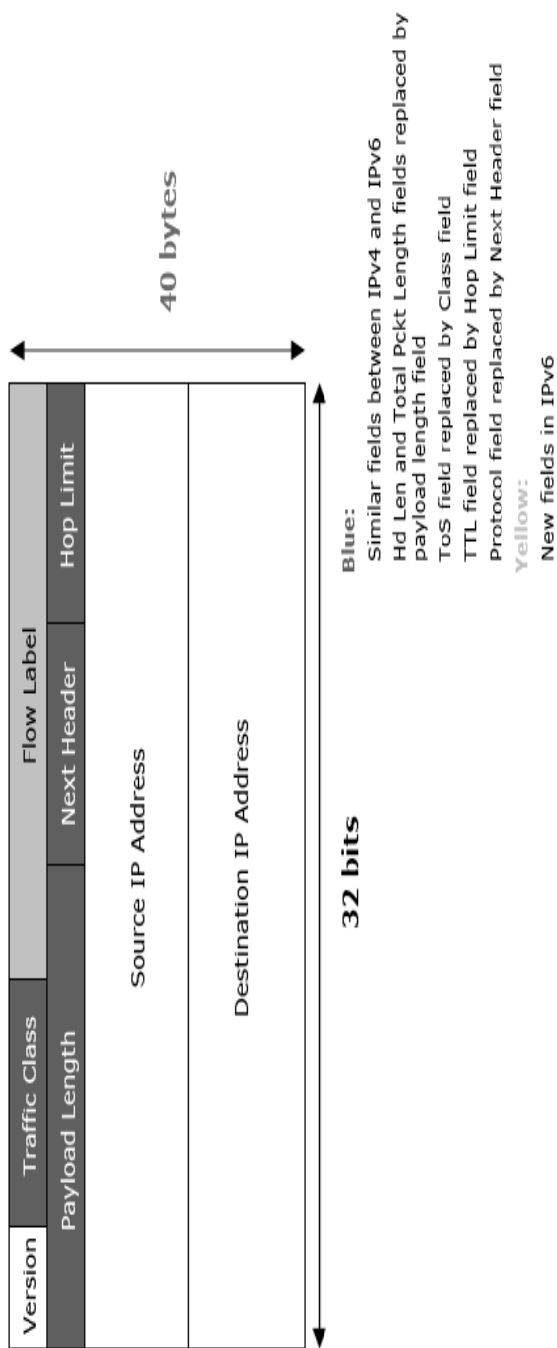 Version
Traffic Class
Flow Label
Payload Length
Next Header
Hop Limit
Source IP Address
Destination IP Address
40 bytes
32 bits
Blue:
Similar fields between IPv4 and IPv6
Hd Len and Total Pckt Length fields replaced by
payload length field
ToS field replaced by Class field
TTL field replaced by Hop Limit field
Protocol field replaced by Next Header field
Yellow:
New fields in IPv6